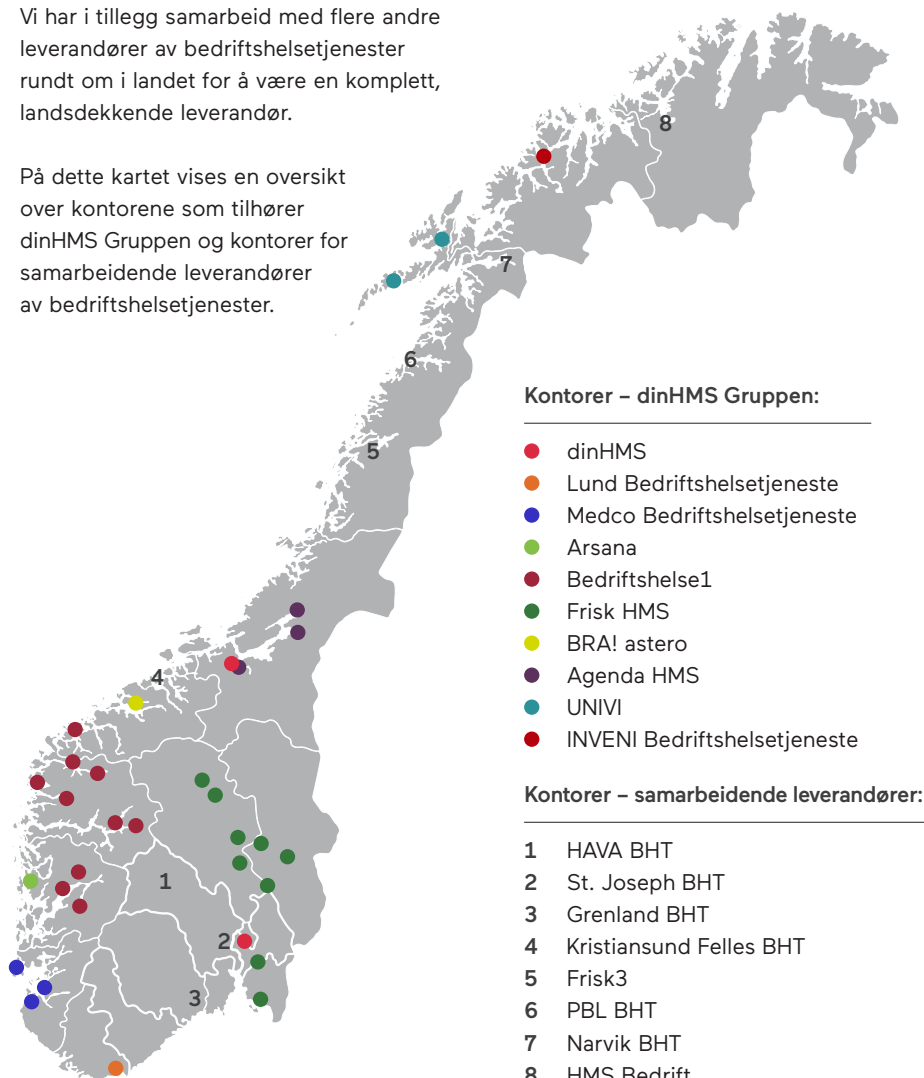 Vi har i tillegg samarbeid med flere andre
leverandører av bedriftshelsetjenester
rundt om i landet for å være en komplett,
landsdekkende leverandør.
På dette kartet vises en oversikt
over kontorene som tilhører
dinHMS Gruppen og kontorer for
samarbeidende leverandører
av bedriftshelsetjenester.
8
7
6
5
4
1
2
3
Kontorer – dinHMS Gruppen:
dinHMS
Lund Bedriftshelsetjeneste
Medco Bedriftshelsetjeneste
Arsana
Bedriftshelse1
Frisk HMS
BRA! astero
Agenda HMS
UNIVI
INVENI Bedriftshelsetjeneste
Kontorer – samarbeidende leverandører:
1 HAVA BHT
2 St. Joseph BHT
3 Grenland BHT
4 Kristiansund Felles BHT
5 Frisk3
6 PBL BHT
7 Narvik BHT
8 HMS Bedrift